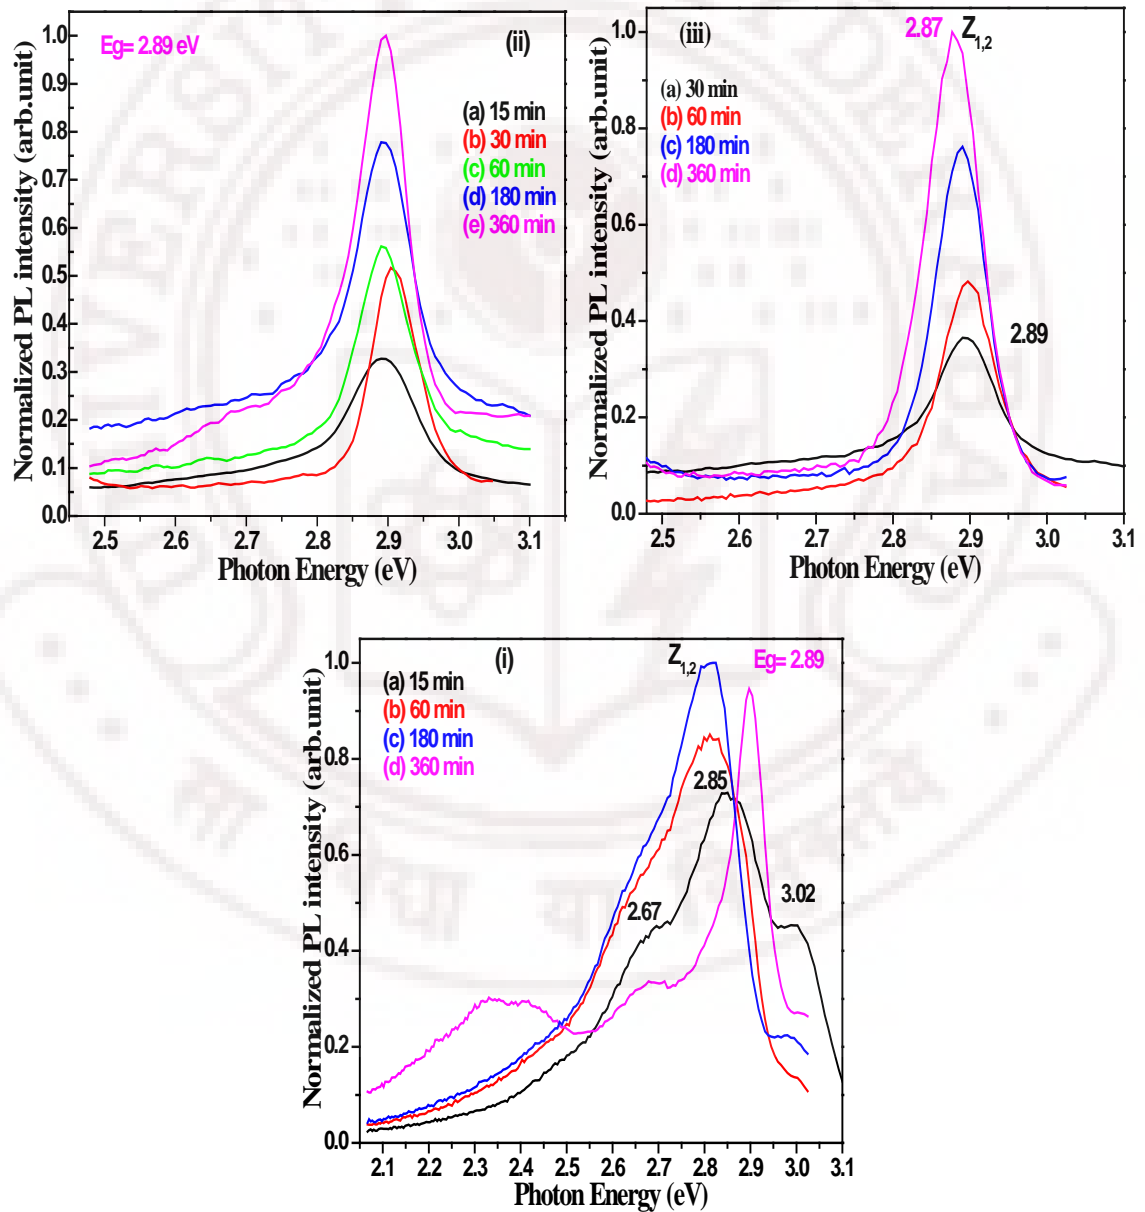 Normalized PL intensity (arb.unit)
Eg= 2.89 eV
(ii)
(a) 15 min
(b) 30 min
(c) 60 min
(d) 180 min
(e) 360 min
1.0
0.9
0.8
0.7
0.6
0.5
0.4
0.3
0.2
0.1
0.0
2.5 2.6 2.7 2.8 2.9 3.0 3.1
Photon Energy (eV)
Normalized PL intensity (arb.unit)
(iii)
2.87 Z1,2
(a) 30 min
(b) 60 min
(c) 180 min
(d) 360 min
2.89
1.0
0.8
0.6
0.4
0.2
0.0
2.5 2.6 2.7 2.8 2.9 3.0 3.1
Photon Energy (eV)
Normalized PL intensity (arb.unit)
(i)
Z1,2
Eg= 2.89
(a) 15 min
(b) 60 min
(c) 180 min
(d) 360 min
2.85
2.67
3.02
1.0
0.8
0.6
0.4
0.2
0.0
2.1 2.2 2.3 2.4 2.5 2.6 2.7 2.8 2.9 3.0 3.1
Photon Energy (eV)